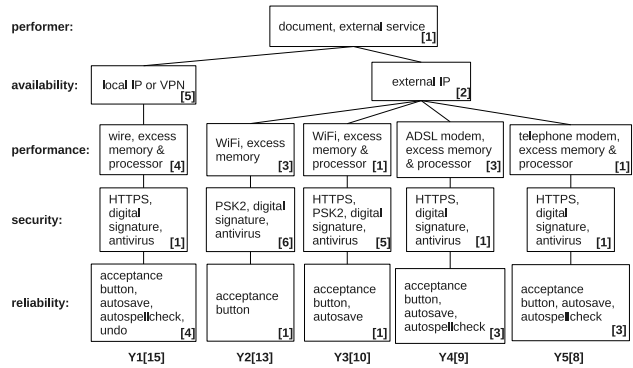 performer:
document, external service
[1]
availability:
local IP or VPN
[5]
external IP
[2]
performance:
wire, excess
memory &
processor
[4]
WiFi, excess
memory
[3]
WiFi, excess
memory &
processor
[1]
ADSL modem,
excess memory
& processor
[3]
telephone modem,
excess memory &
processor
[1]
security:
HTTPS,
digital
signature,
antivirus
[1]
PSK2, digital
signature,
antivirus
[6]
HTTPS,
PSK2, digital
signature,
antivirus
[5]
HTTPS,
digital
signature,
antivirus
[1]
HTTPS,
digital
signature,
antivirus
[1]
reliability:
acceptance
button,
autosave,
autospellcheck,
undo
[4]
acceptance
button
[1]
acceptance
button,
autosave
[1]
acceptance
button,
autosave,
autospellcheck
[3]
acceptance
button, autosave,
autospellcheck
[3]
Y1[15]
Y2[13]
Y3[10]
Y4[9]
Y5[8]